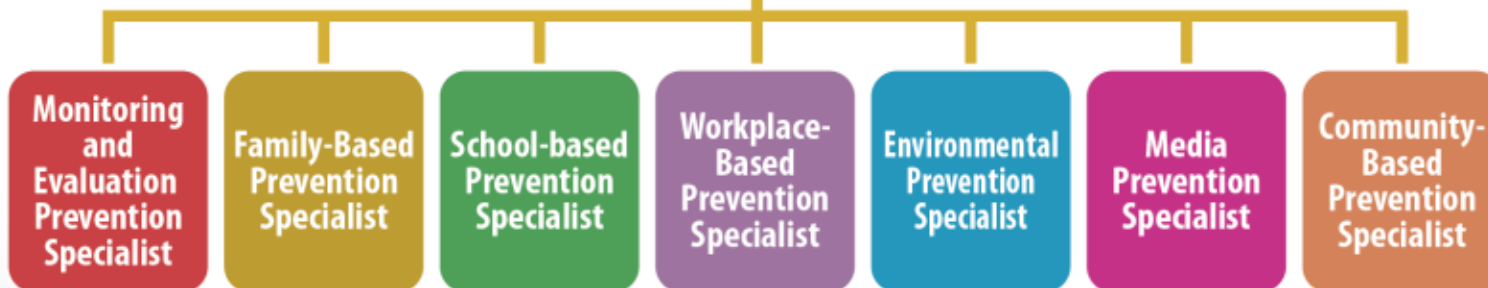 Monitoring
and
Evaluation
Prevention
Specialist
Family-Based
Prevention
Specialist
School-based
Prevention
Specialist
Workplace-
Based
Prevention
Specialist
Environmental
Prevention
Specialist
Media
Prevention
Specialist
Community-
Based
Prevention
Specialist